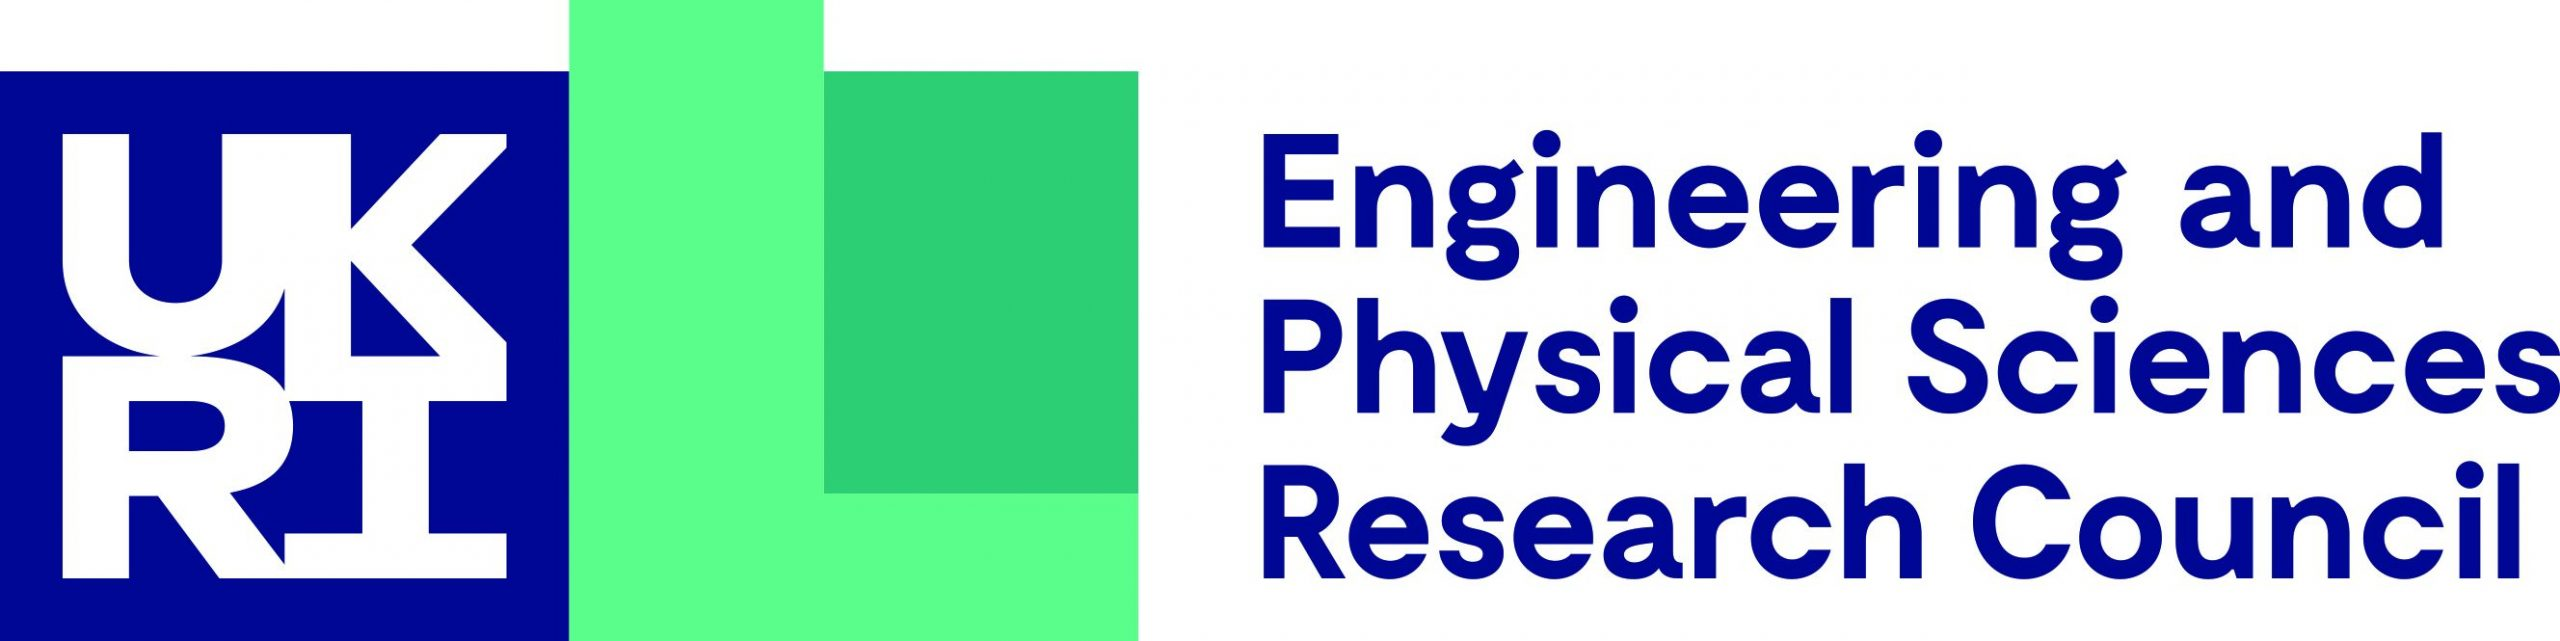 UK
RI
Engineering and
Physical Sciences
Research Council